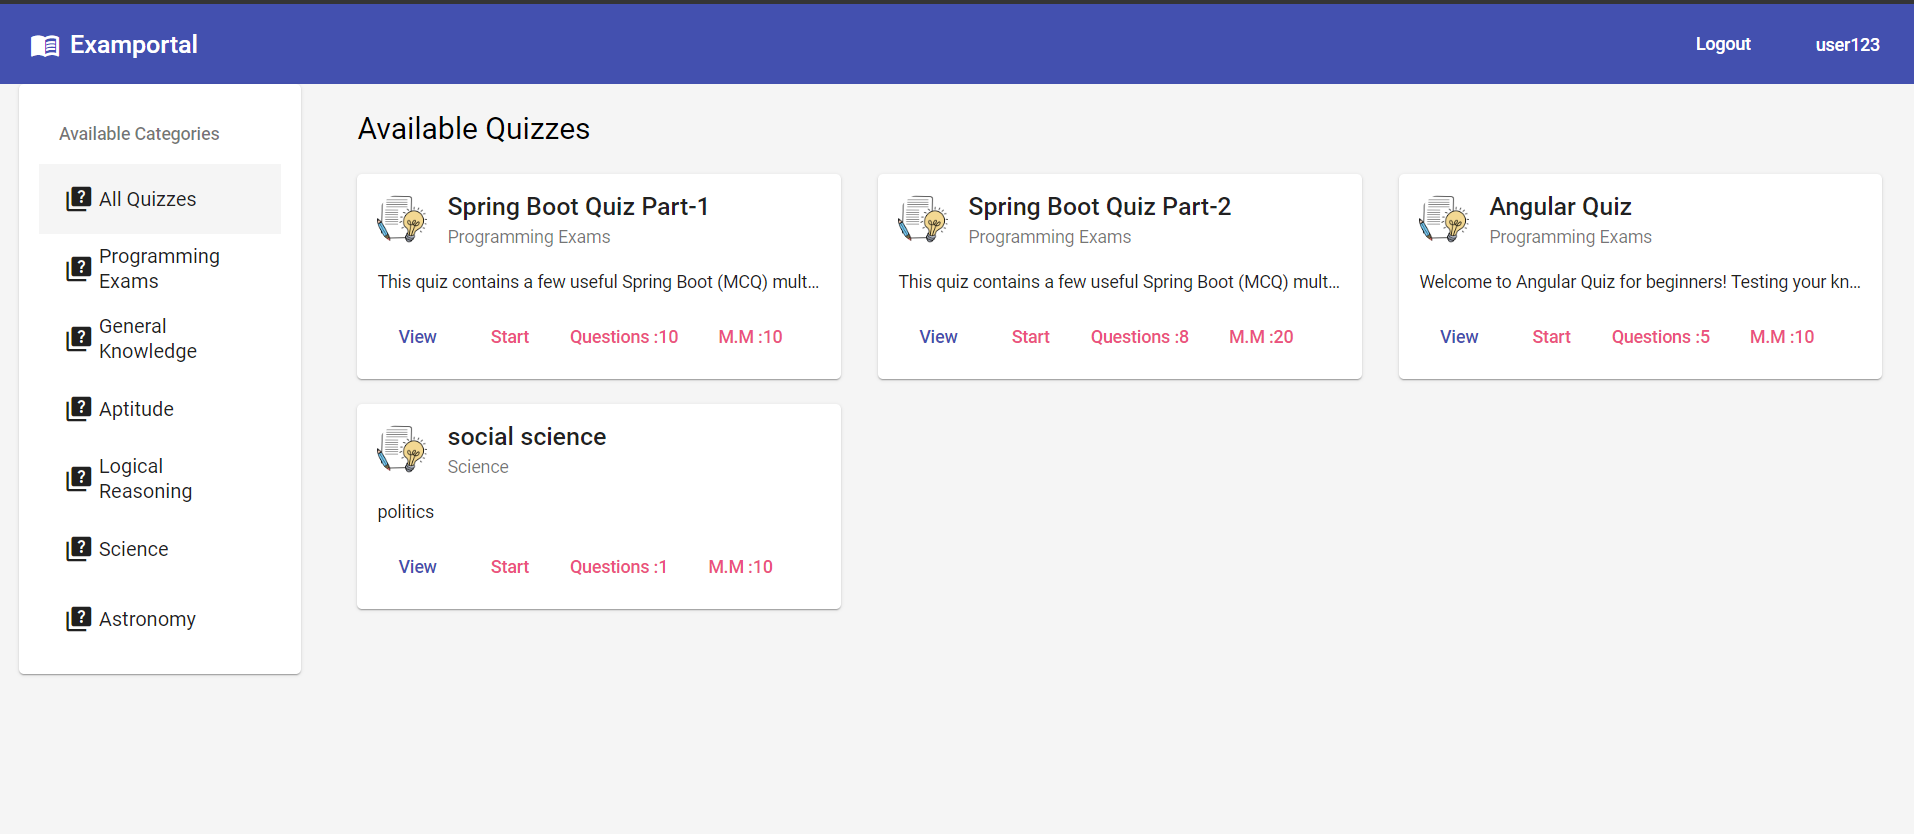 Examportal
Logout
user123
Available Categories
All Quizzes
Programming
Exams
General
Knowledge
Aptitude
Logical
Reasoning
Science
Astronomy
Available Quizzes
Spring Boot Quiz Part-1
Programming Exams
This quiz contains a few useful Spring Boot (MCQ) mult...
View Start Questions :10 M.M :10
Spring Boot Quiz Part-2
Programming Exams
This quiz contains a few useful Spring Boot (MCQ) mult...
View Start Questions :8 M.M :20
Angular Quiz
Programming Exams
Welcome to Angular Quiz for beginners! Testing your kn...
View Start Questions :5 M.M :10
social science
Science
politics
View Start Questions :1 M.M :10